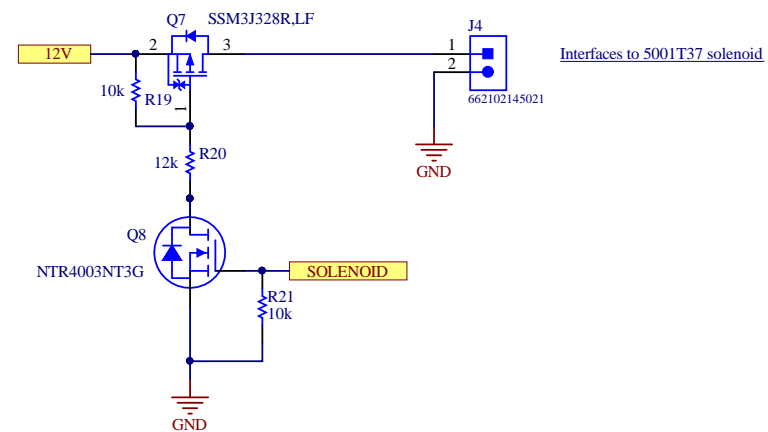 Q7 SSM3J328R,LF
J4
12V
2
3
1
2
Interfaces to 5001T37 solenoid
10k
R19
1
662102145021
12k
R20
GND
Q8
NTR4003NT3G
SOLENOID
R21
10k
GND